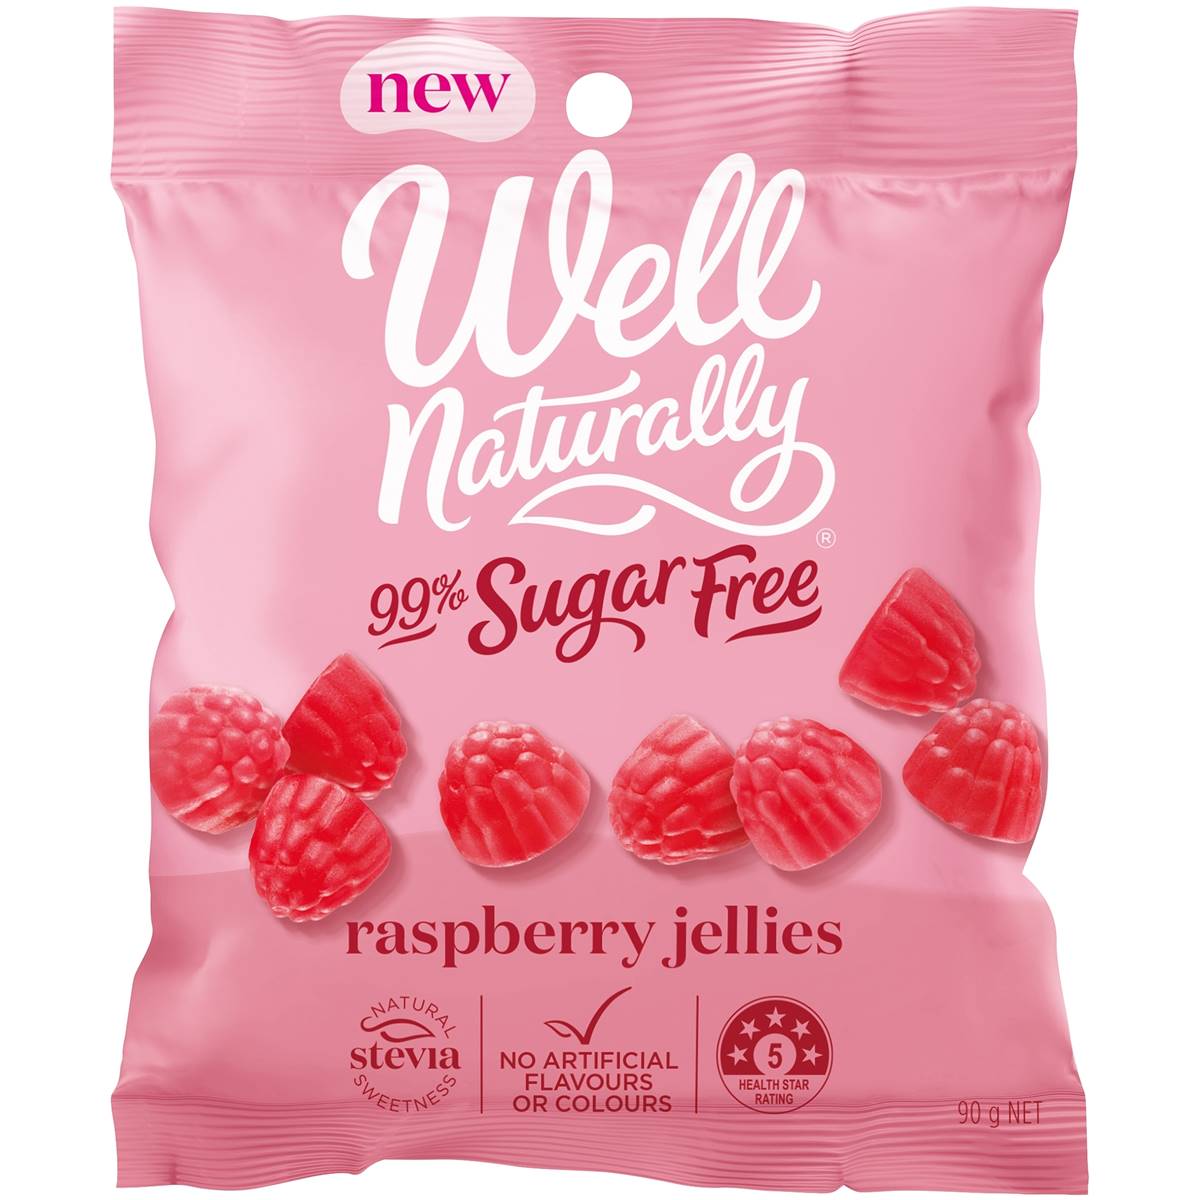 new
Well
Naturally
®
99% Sugar Free
raspberry jellies
NATURAL
stevia
SWEETNESS
NO ARTIFICIAL
FLAVOURS
OR COLOURS
5
HEALTH STAR
RATING
90 g NET